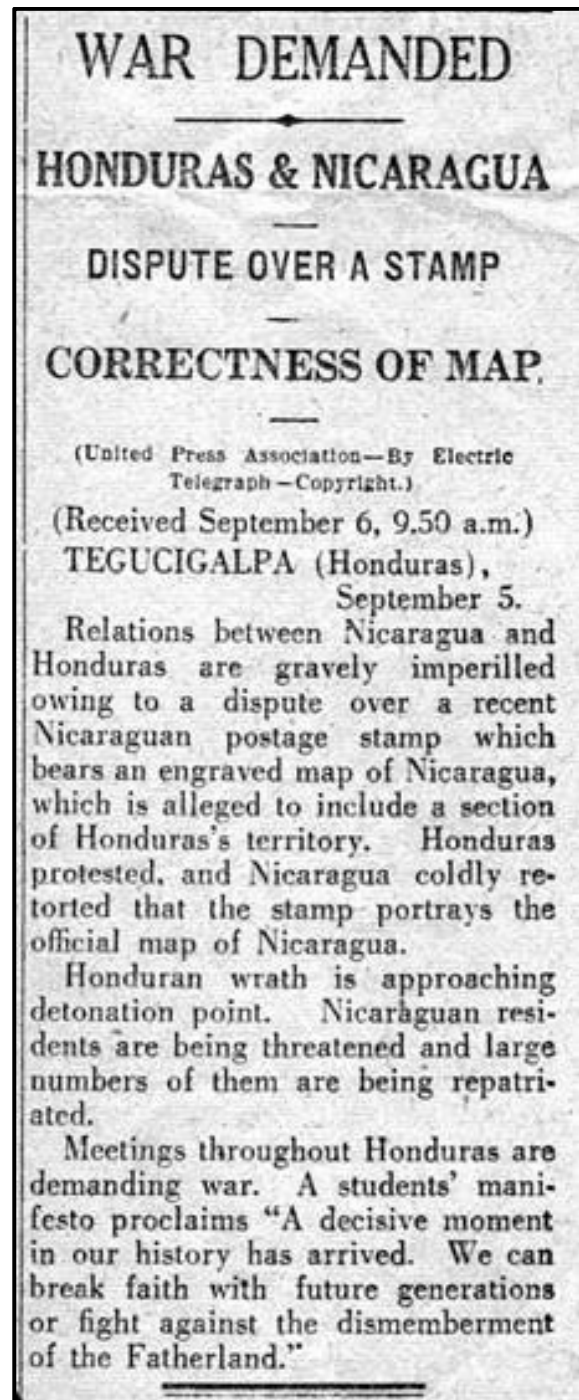 WAR DEMANDED
HONDURAS & NICARAGUA
DISPUTE OVER A STAMP
CORRECTNESS OF MAP.
(United Press Association—By Electric
Telegraph—Copyright.)
(Received September 6, 9.50 a.m.)
TEGUCIGALPA (Honduras),
September 5.
Relations between Nicaragua and
Honduras are gravely imperilled
owing to a dispute over a recent
Nicaraguan postage stamp which
bears an engraved map of Nicaragua,
which is alleged to include a section
of Honduras's territory. Honduras
protested, and Nicaragua coldly re-
torted that the stamp portrays the
official map of Nicaragua.
Honduran wrath is approaching
detonation point. Nicaraguan resi-
dents are being threatened and large
numbers of them are being repatri-
ated.
Meetings throughout Honduras are
demanding war. A students' mani-
festo proclaims "A decisive moment
in our history has arrived. We can
break faith with future generations
or fight against the dismemberment
of the Fatherland."